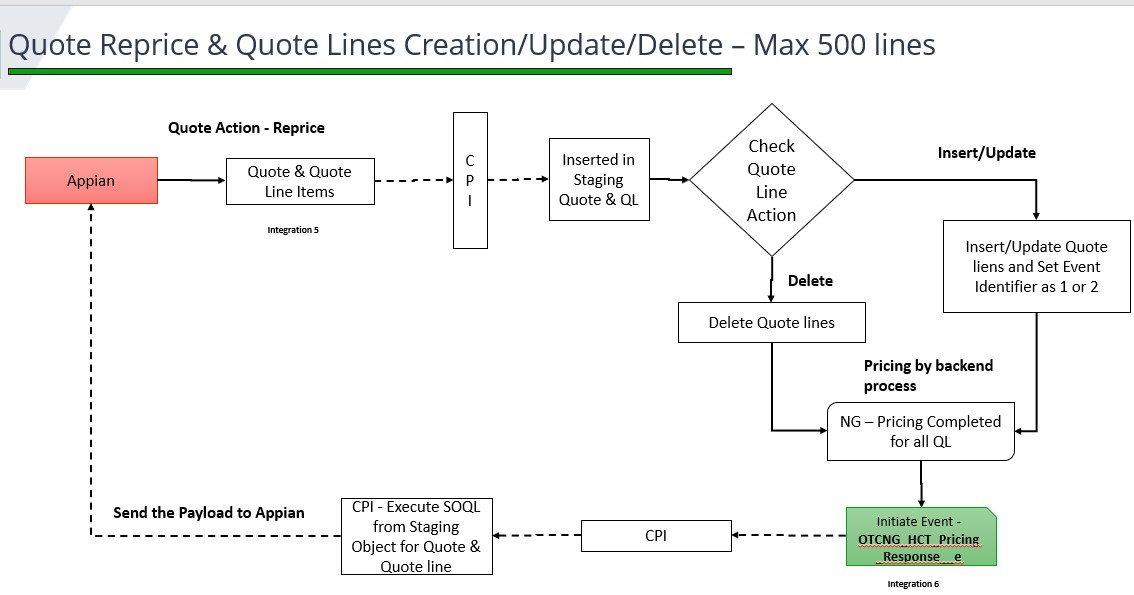 Quote Reprice & Quote Lines Creation/Update/Delete – Max 500 lines
Quote Action - Reprice
Appian
Quote & Quote
Line Items
Integration 5
C
P
I
Inserted in
Staging
Quote & QL
Check
Quote
Line
Action
Insert/Update
Insert/Update Quote
liens and Set Event
Identifier as 1 or 2
Delete
Delete Quote lines
Pricing by backend
process
NG – Pricing Completed
for all QL
Initiate Event -
OTCNG_HCT_Pricing
_Response__e
Integration 6
CPI
CPI - Execute SOQL
from Staging
Object for Quote &
Quote line
Send the Payload to Appian